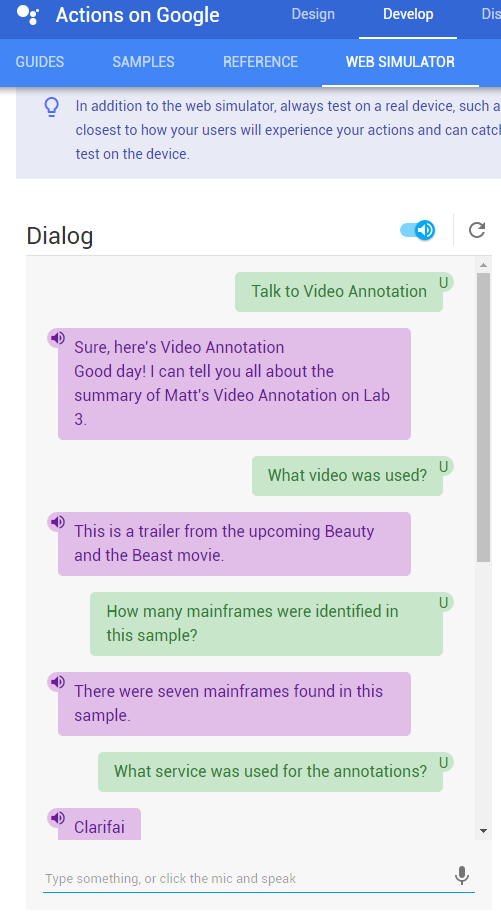 Actions on Google
Design
Develop
Dis
GUIDES
SAMPLES
REFERENCE
WEB SIMULATOR
In addition to the web simulator, always test on a real device, such a
closest to how your users will experience your actions and can catch
test on the device.
Dialog
Talk to Video Annotation
U
Sure, here's Video Annotation
Good day! I can tell you all about the
summary of Matt's Video Annotation on Lab
3.
What video was used?
U
This is a trailer from the upcoming Beauty
and the Beast movie.
How many mainframes were identified in
this sample?
U
There were seven mainframes found in this
sample.
What service was used for the annotations?
U
Clarifai
Type something, or click the mic and speak